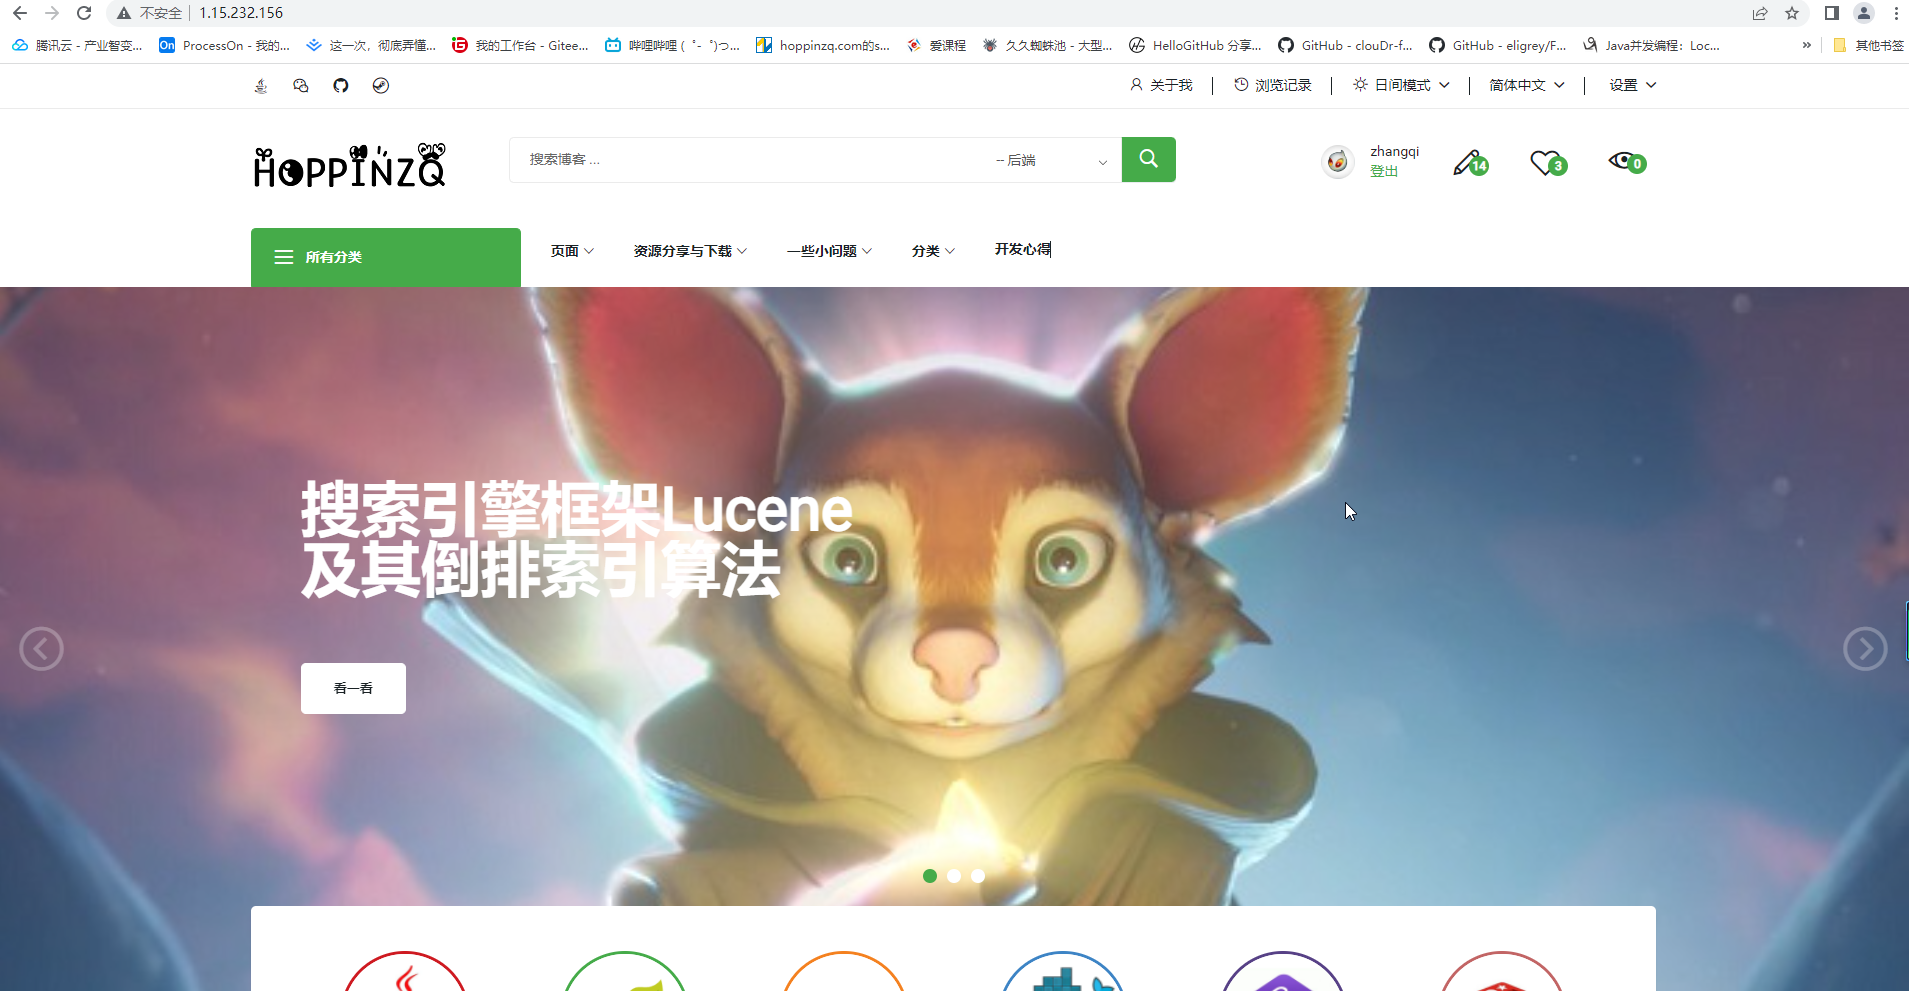 不安全 1.15.232.156
腾讯云 - 产业智变... ProcessOn - 我的... 这一次，彻底弄懂... 我的工作台 - Gitee... 哔哩哔哩 (゜-゜)つ... hoppinzq.com的s... 爱课程 久久蜘蛛池 - 大型... HelloGitHub 分享... GitHub - clouDr-f... GitHub - eligrey/F... Java并发编程：Loc... » 其他书签
关于我 浏览记录 日间模式 简体中文 设置
HOPPINZQ 搜索博客 ... -- 后端
zhangqi
登出
14 3 0
所有分类 页面 资源分享与下载 一些小问题 分类 开发心得
搜索引擎框架Lucene
及其倒排索引算法
看一看